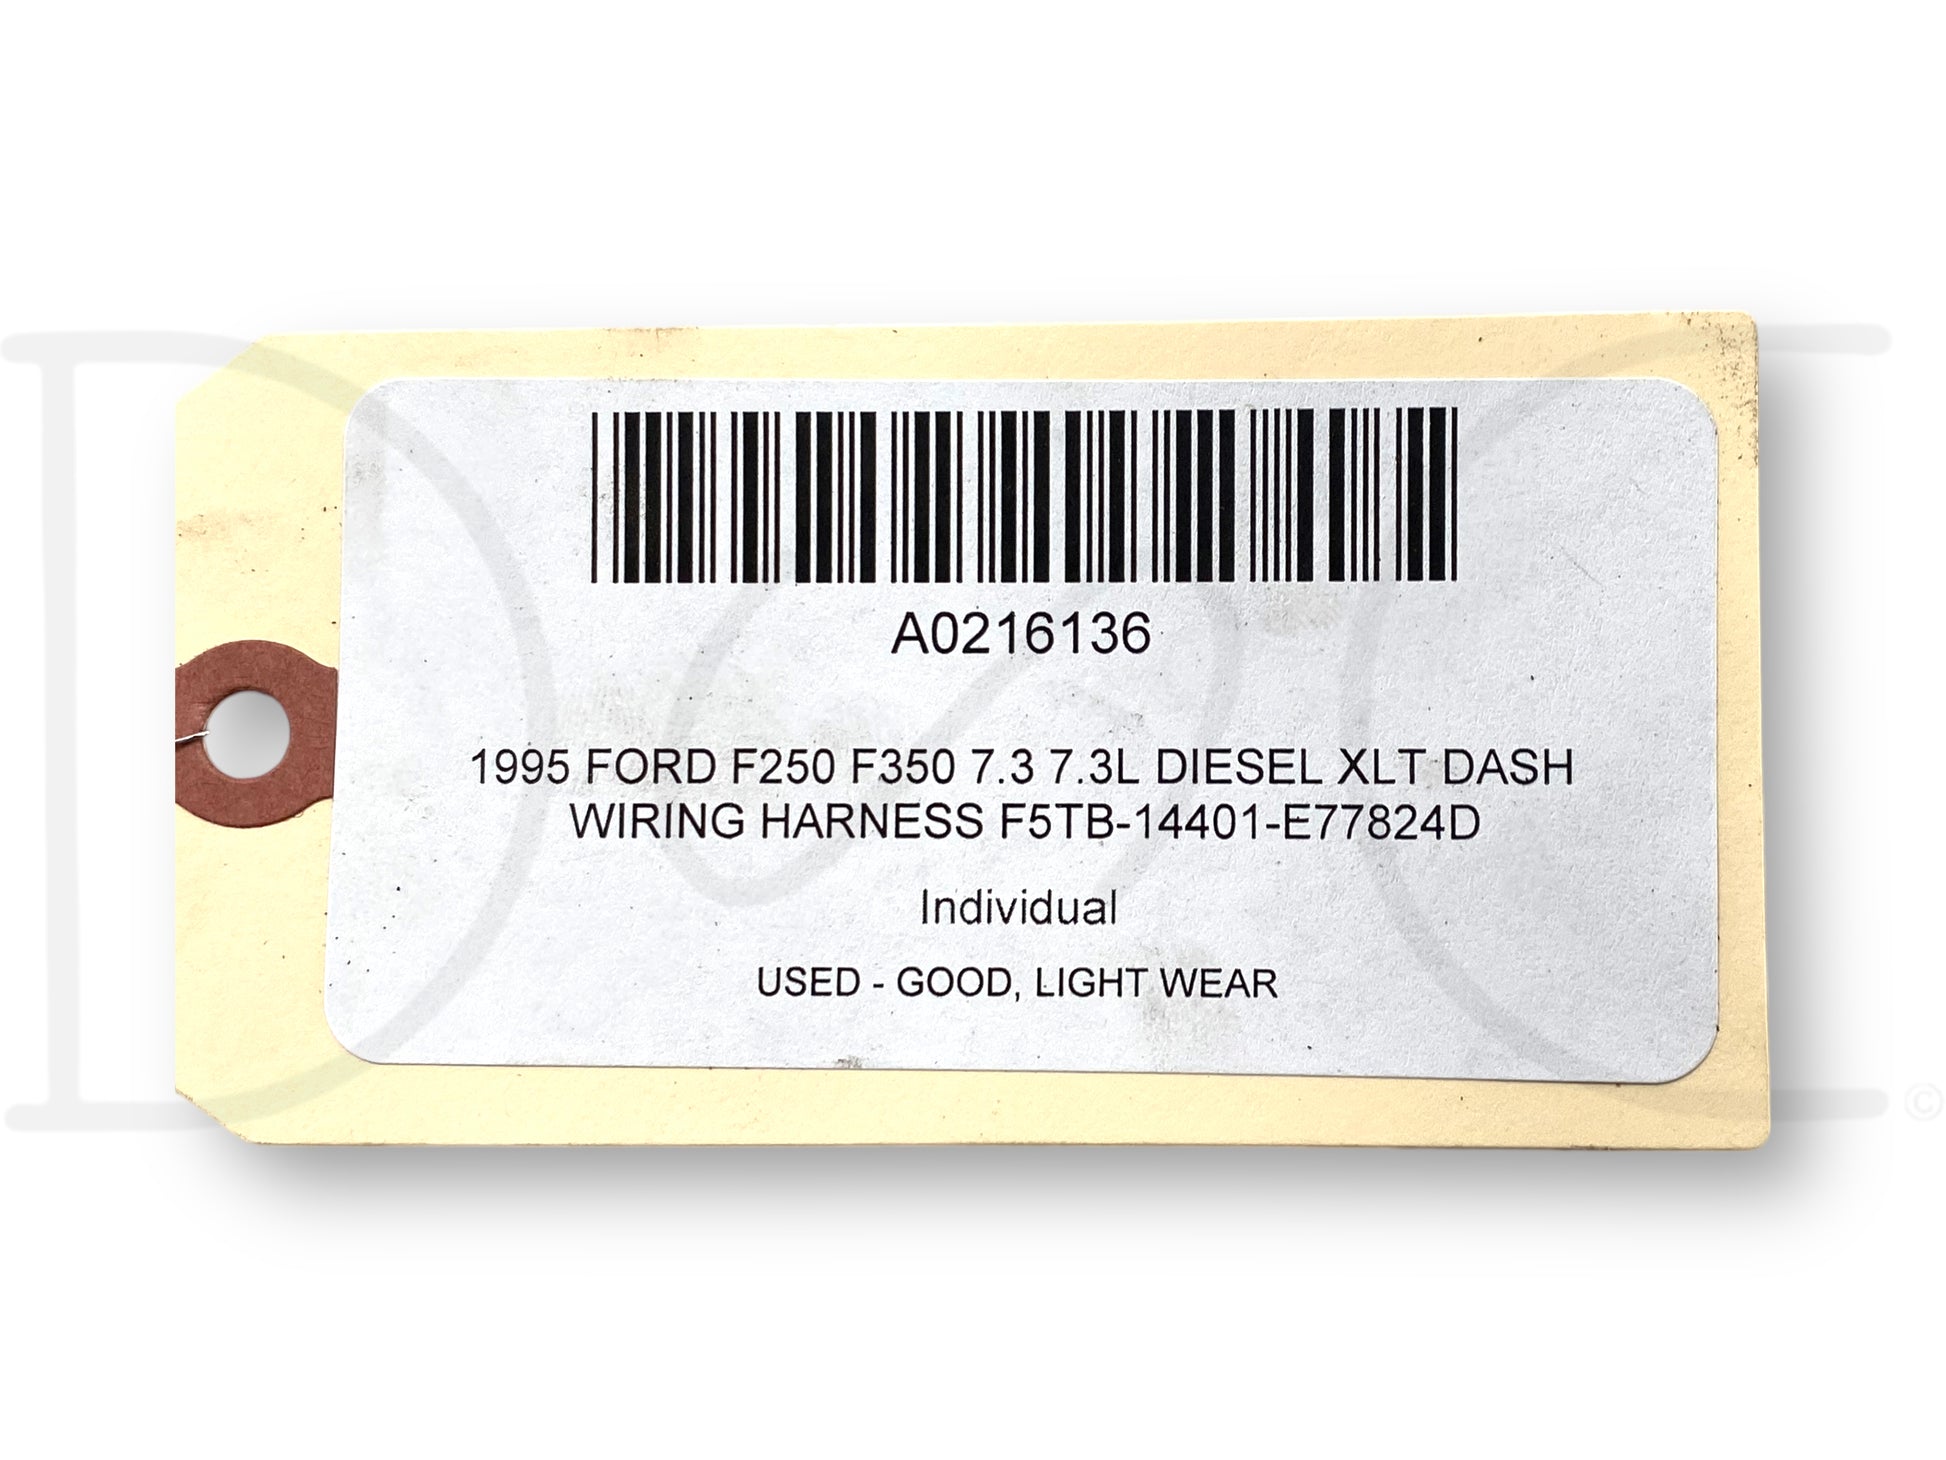 A0216136
1995 FORD F250 F350 7.3 7.3L DIESEL XLT DASH
WIRING HARNESS F5TB-14401-E77824D
Individual
USED - GOOD, LIGHT WEAR
©